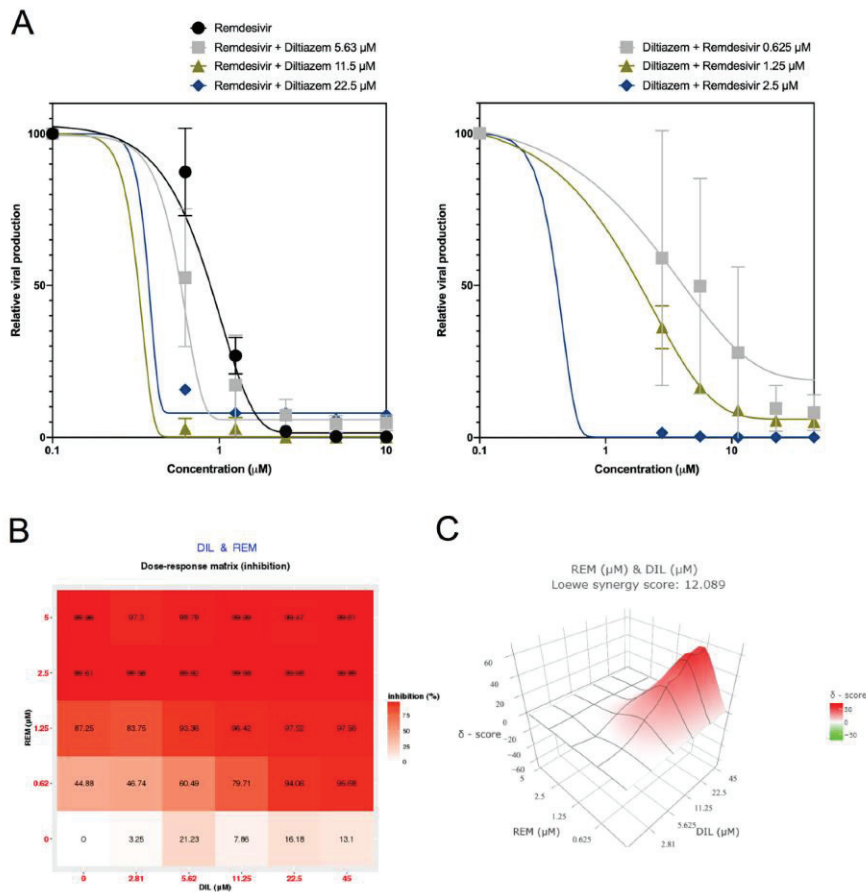 A
Remdesivir
Remdesivir + Diltiazem 5.63 µM
Remdesivir + Diltiazem 11.5 µM
Remdesivir + Diltiazem 22.5 µM
Diltiazem + Remdesivir 0.625 µM
Diltiazem + Remdesivir 1.25 µM
Diltiazem + Remdesivir 2.5 µM
Relative viral production
100
50
0
0.1
1
10
Concentration (µM)
Relative viral production
100
50
0
0.1
1
10
Concentration (µM)
B
DIL & REM
Dose-response matrix (inhibition)
REM (µM)
5
97.3
2.5
1.25 87.25 83.75 93.36 96.42 97.52
0.62 44.88 46.74 60.49 79.71 94.06
0 0 3.25 21.23 7.86 16.18 13.1
0 2.81 5.62 11.25 22.5 45
DIL (µM)
inhibition (%)
75
50
25
0
C
REM (µM) & DIL (µM)
Loewe synergy score: 12.089
60
40
20
0
−20
−40
−60
δ - score
5
2.5
1.25
0.625
REM (µM)
45
22.5
11.25
5.625
2.81
DIL (µM)
δ - score
0